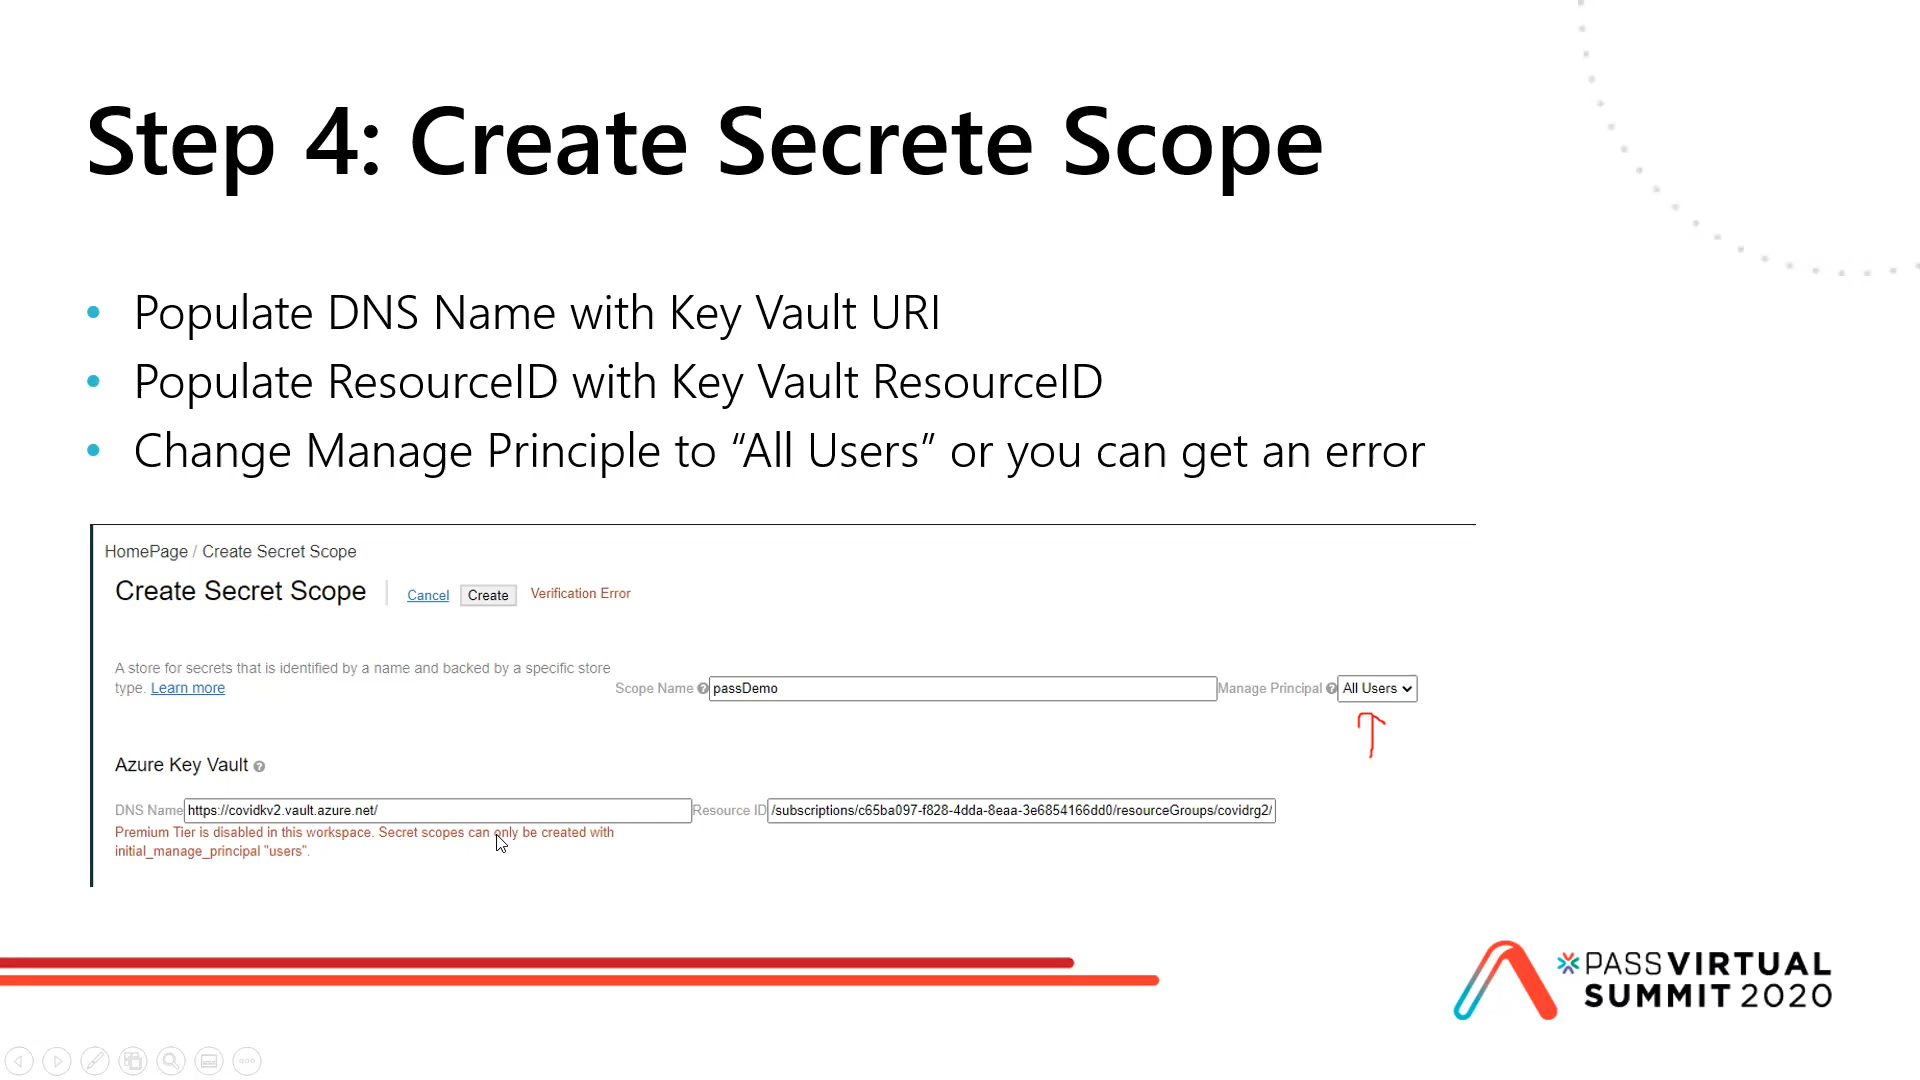 Step 4: Create Secrete Scope
• Populate DNS Name with Key Vault URI
• Populate ResourceID with Key Vault ResourceID
• Change Manage Principle to “All Users” or you can get an error
HomePage / Create Secret Scope
Create Secret Scope Cancel Create Verification Error
A store for secrets that is identified by a name and backed by a specific store
type. Learn more
Scope Name passDemo Manage Principal All Users
Azure Key Vault
DNS Name https://covidkv2.vault.azure.net/ Resource ID /subscriptions/c65ba097-f828-4dda-8eaa-3e6854166dd0/resourceGroups/covidrg2/
Premium Tier is disabled in this workspace. Secret scopes can only be created with
initial_manage_principal "users".
PASS VIRTUAL
SUMMIT 2020